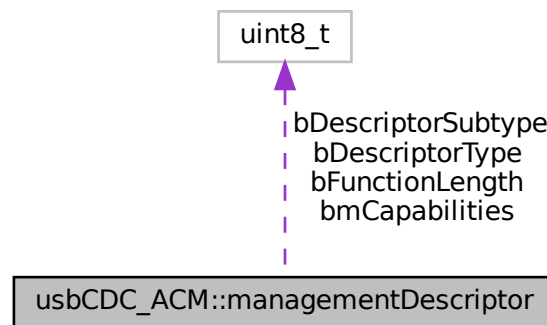 uint8_t
bDescriptorSubtype
bDescriptorType
bFunctionLength
bmCapabilities
usbCDC_ACM::managementDescriptor